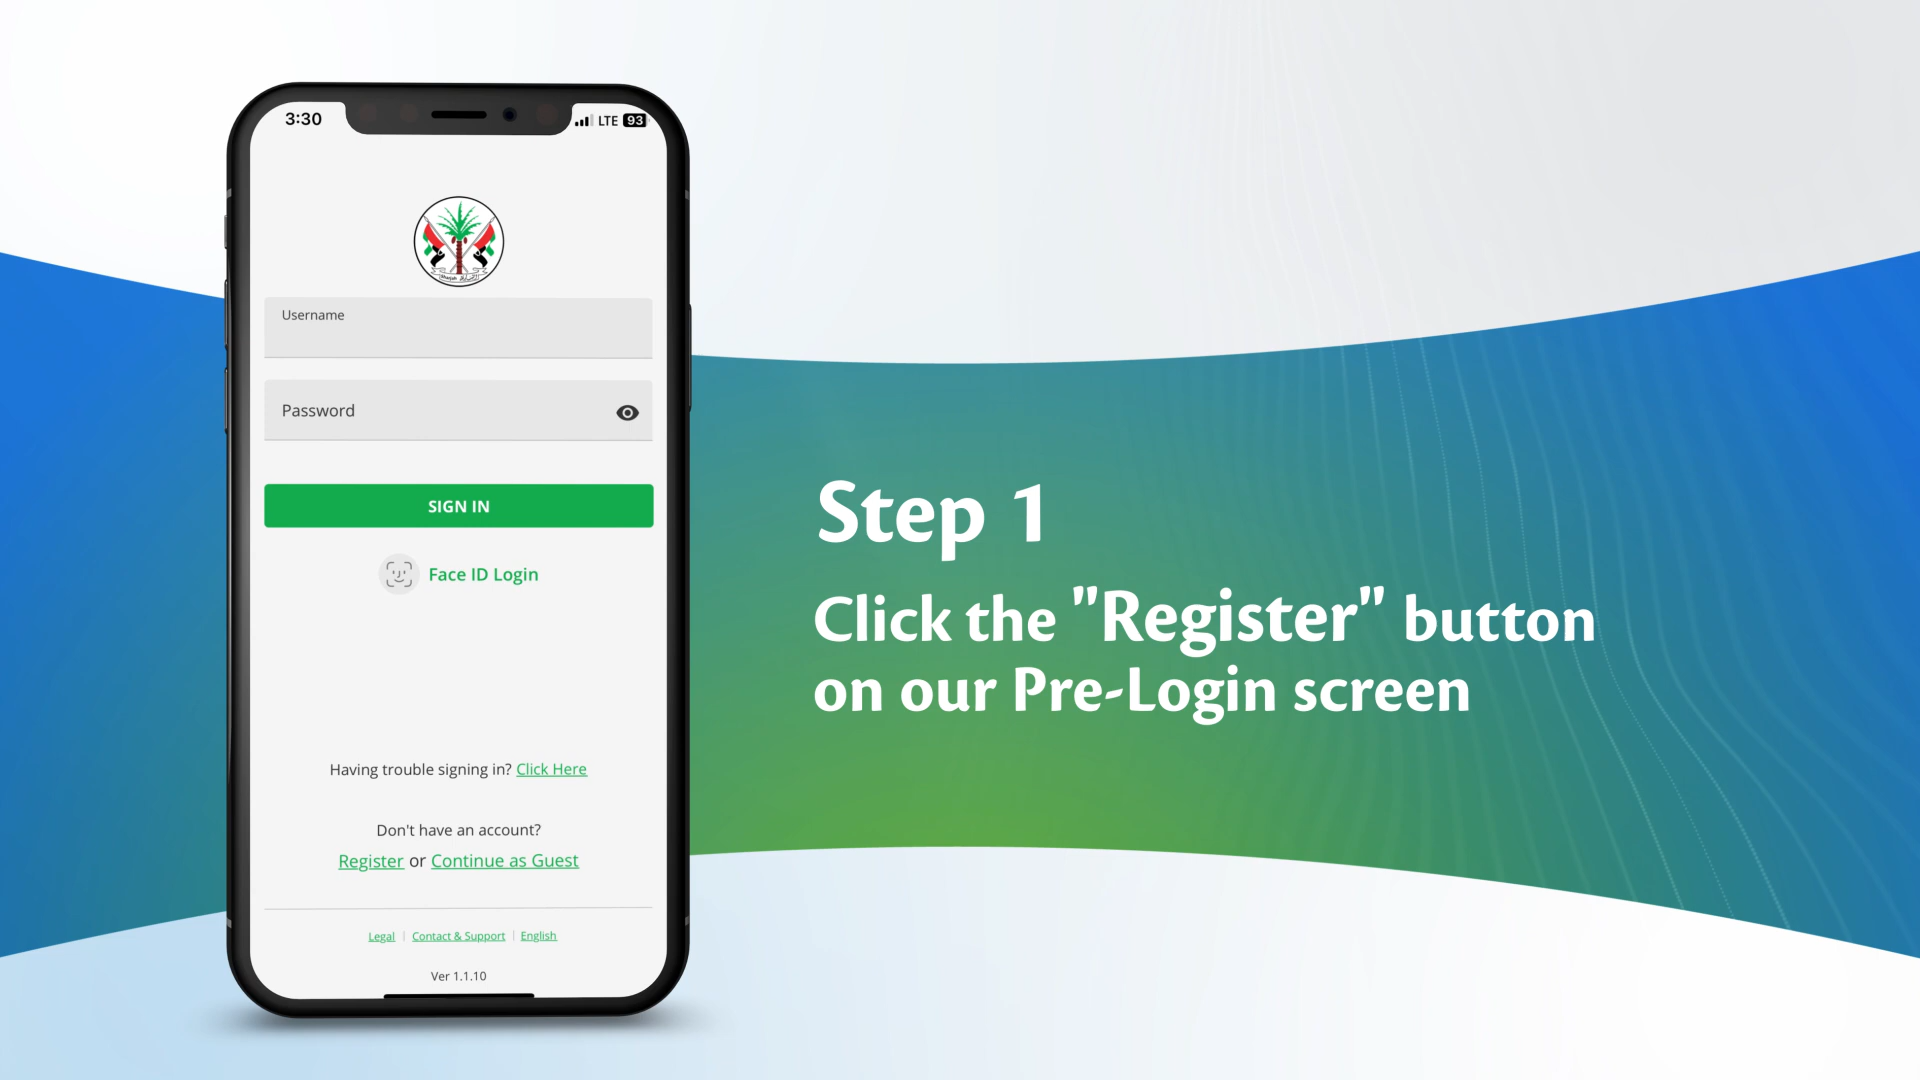 3:30
LTE 93
Username
Password
SIGN IN
Face ID Login
Having trouble signing in? Click Here
Don't have an account?
Register or Continue as Guest
Legal | Contact & Support | English
Ver 1.1.10
Step 1
Click the "Register" button
on our Pre-Login screen